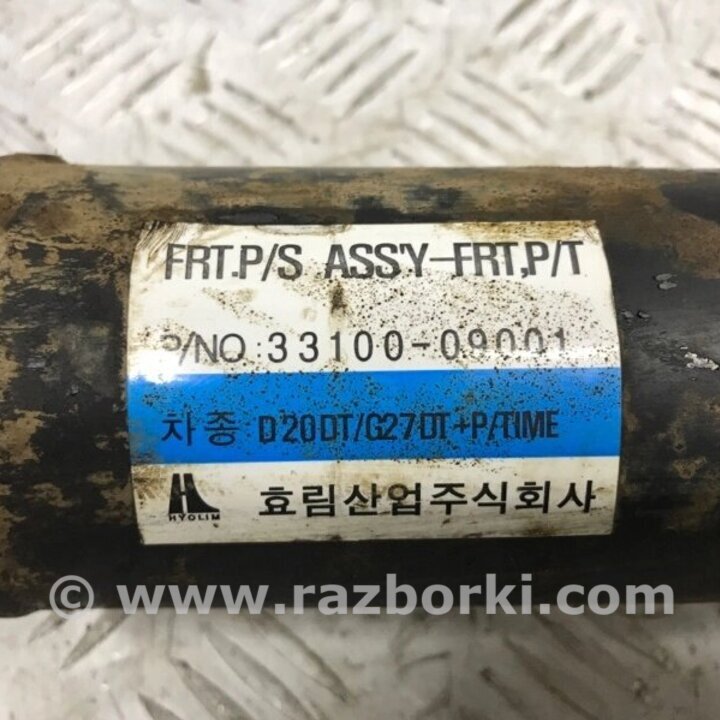 FRT.P/S ASS'Y-FRT,P/T
P/NO:33100-09001
차종 D20DT/G27DT+P/TIME
HYOLIM 효림산업주식회사
© www.razborki.com